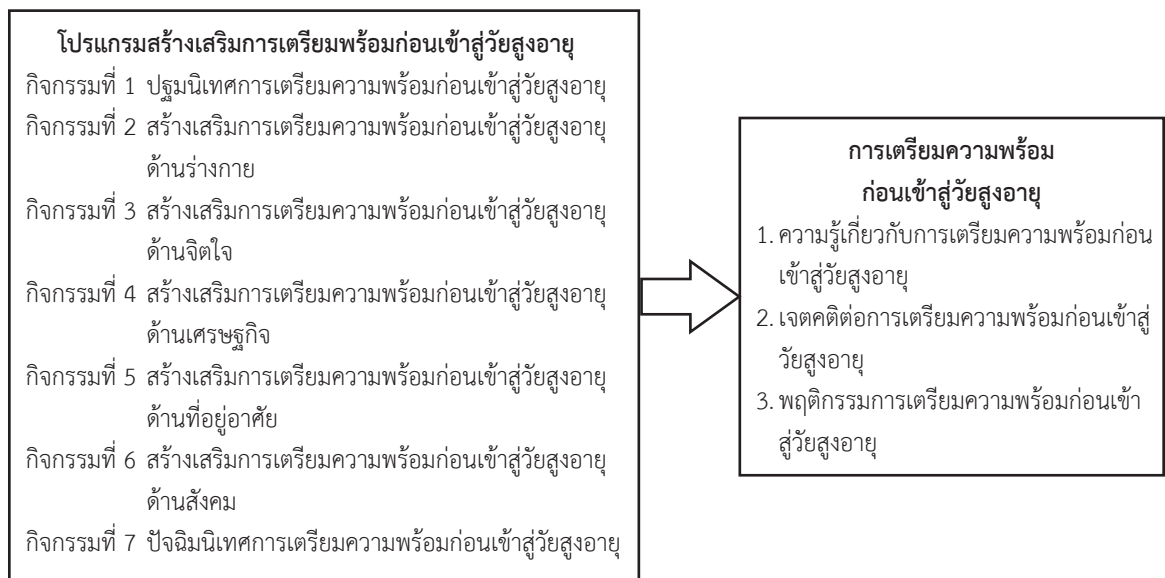 โปรแกรมสร้างเสริมการเตรียมพร้อมก่อนเข้าสู่วัยสูงอายุ
กิจกรรมที่ 1 ปฐมนิเทศการเตรียมความพร้อมก่อนเข้าสู่วัยสูงอายุ
กิจกรรมที่ 2 สร้างเสริมการเตรียมความพร้อมก่อนเข้าสู่วัยสูงอายุ
ด้านร่างกาย
กิจกรรมที่ 3 สร้างเสริมการเตรียมความพร้อมก่อนเข้าสู่วัยสูงอายุ
ด้านจิตใจ
กิจกรรมที่ 4 สร้างเสริมการเตรียมความพร้อมก่อนเข้าสู่วัยสูงอายุ
ด้านเศรษฐกิจ
กิจกรรมที่ 5 สร้างเสริมการเตรียมความพร้อมก่อนเข้าสู่วัยสูงอายุ
ด้านที่อยู่อาศัย
กิจกรรมที่ 6 สร้างเสริมการเตรียมความพร้อมก่อนเข้าสู่วัยสูงอายุ
ด้านสังคม
กิจกรรมที่ 7 ปัจฉิมนิเทศการเตรียมความพร้อมก่อนเข้าสู่วัยสูงอายุ
การเตรียมความพร้อม
ก่อนเข้าสู่วัยสูงอายุ
1. ความรู้เกี่ยวกับการเตรียมความพร้อมก่อน
เข้าสู่วัยสูงอายุ
2. เจตคติต่อการเตรียมความพร้อมก่อนเข้าสู่
วัยสูงอายุ
3. พฤติกรรมการเตรียมความพร้อมก่อนเข้า
สู่วัยสูงอายุ